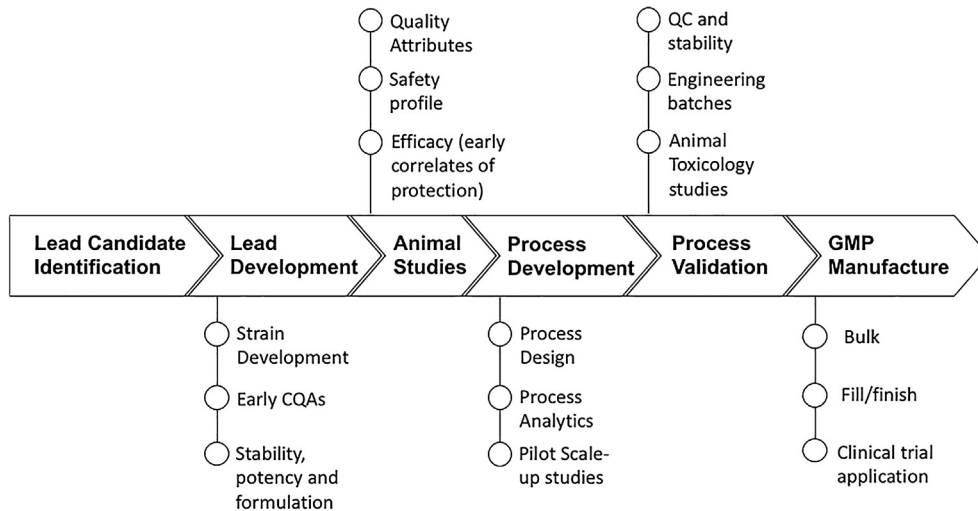 Quality
Attributes
Safety
profile
Efficacy (early
correlates of
protection)
QC and
stability
Engineering
batches
Animal
Toxicology
studies
Lead Candidate
Identification
Lead
Development
Animal
Studies
Process
Development
Process
Validation
GMP
Manufacture
Strain
Development
Early CQAs
Stability,
potency and
formulation
Process
Design
Process
Analytics
Pilot Scale-
up studies
Bulk
Fill/finish
Clinical trial
application